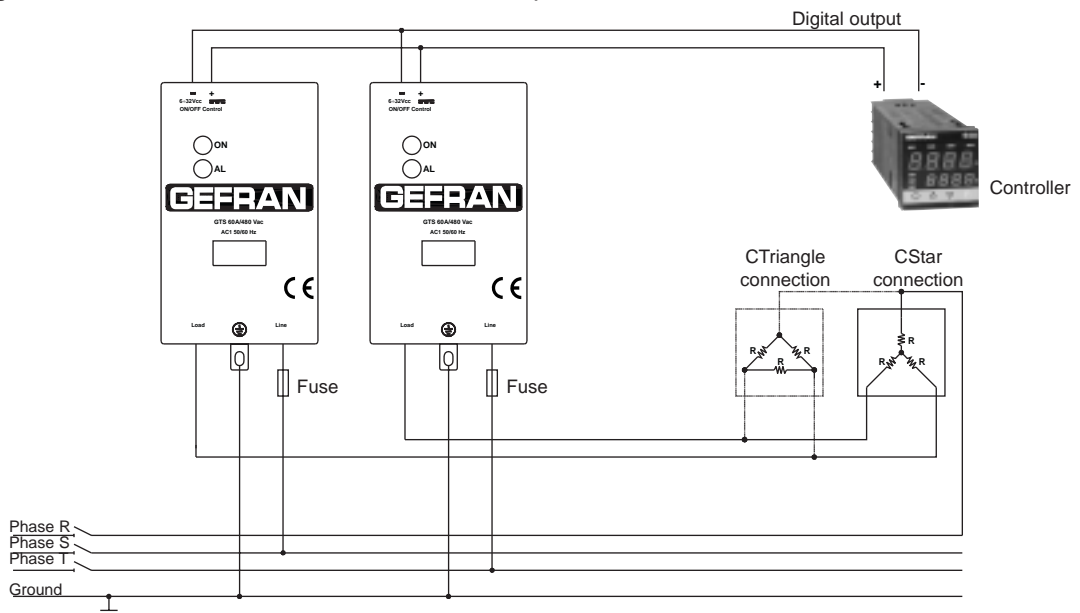 Digital output
+ -
- +
6÷32Vcc
ON/OFF Control
ON
AL
GEFRAN
GTS 60A/480 Vac
AC1 50/60 Hz
CE
Load
Line
Fuse
- +
6÷32Vcc
ON/OFF Control
ON
AL
GEFRAN
GTS 60A/480 Vac
AC1 50/60 Hz
CE
Load
Line
Fuse
Controller
CTriangle
connection
R
R
R
CStar
connection
R
R
R
Phase R
Phase S
Phase T
Ground